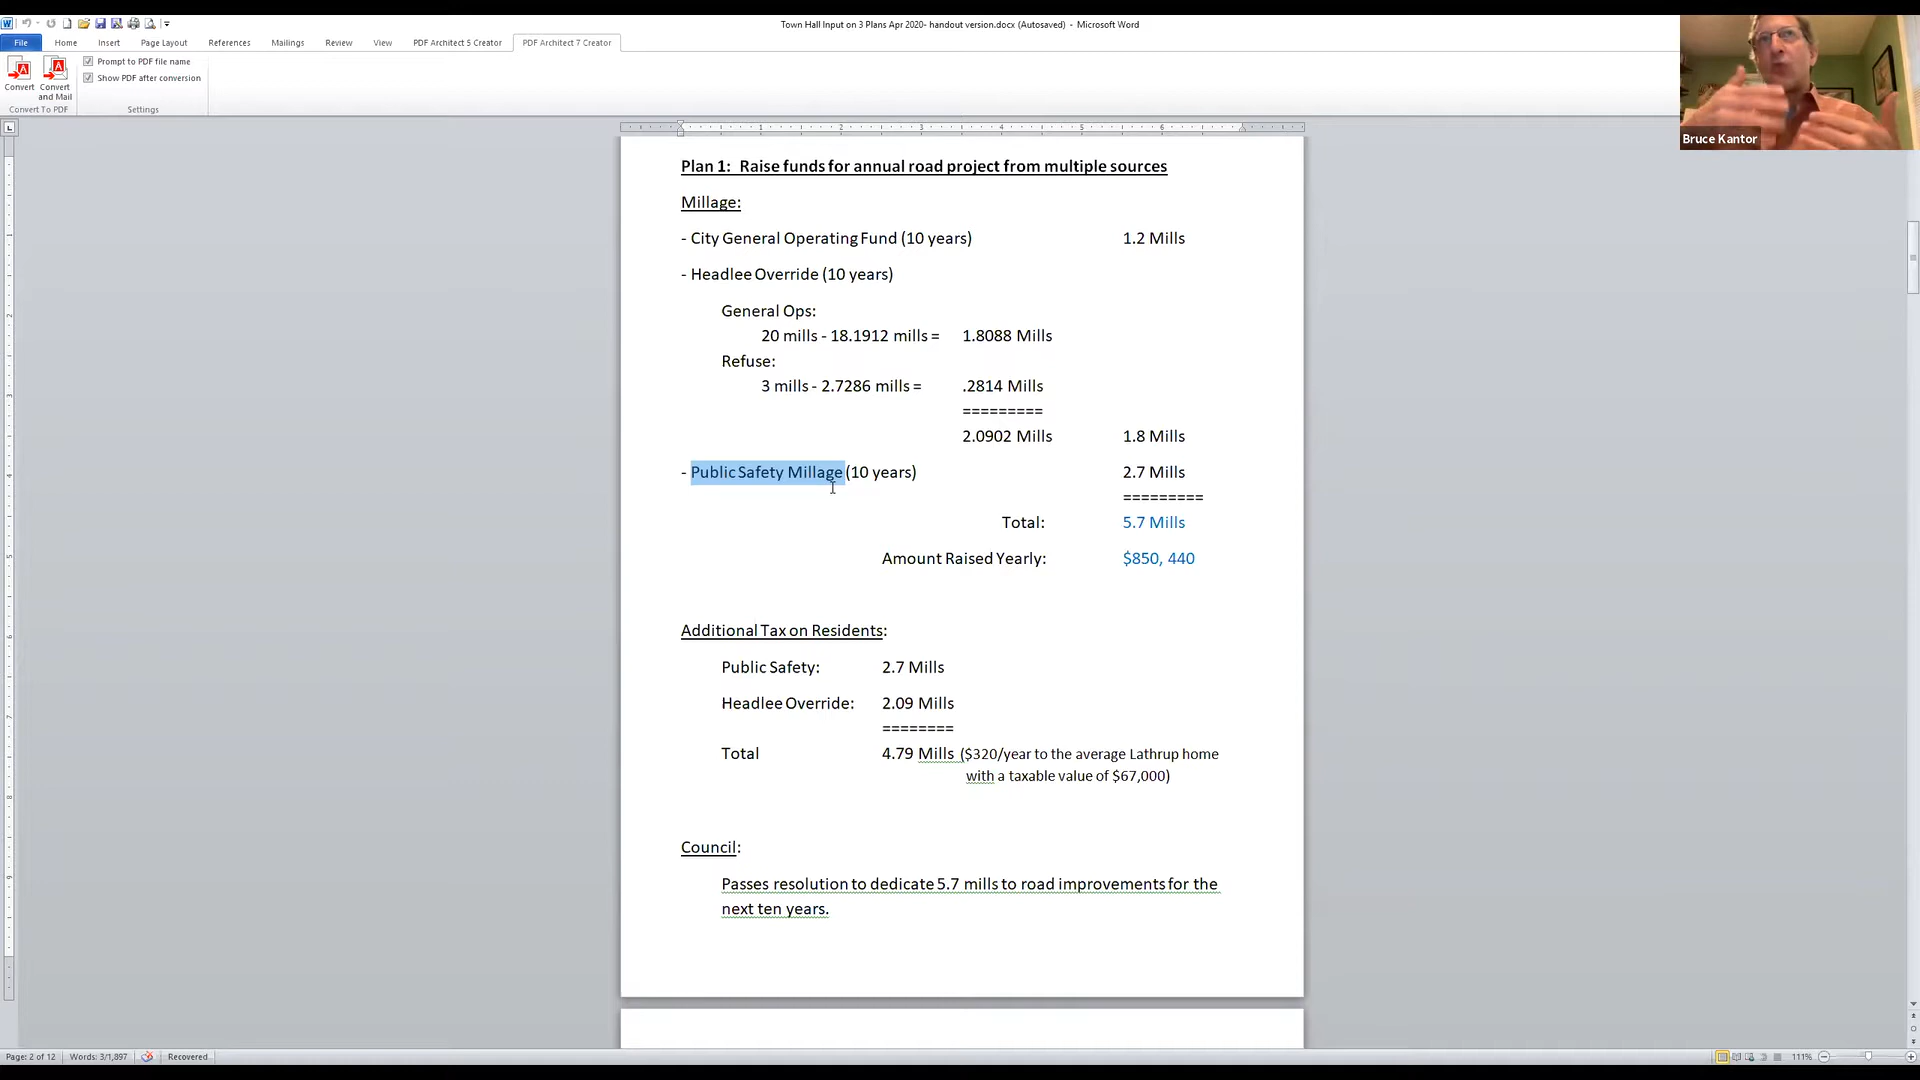 Town Hall Input on 3 Plans Apr 2020- handout version.docx (Autosaved) - Microsoft Word
File Home Insert Page Layout References Mailings Review View PDF Architect 5 Creator PDF Architect 7 Creator
Prompt to PDF file name
Show PDF after conversion
Convert Convert and Mail
Convert To PDF Settings
Bruce Kantor
1 2 3 4 5 6
Plan 1: Raise funds for annual road project from multiple sources
Millage:
- City General Operating Fund (10 years) 1.2 Mills
- Headlee Override (10 years)
General Ops:
20 mills - 18.1912 mills = 1.8088 Mills
Refuse:
3 mills - 2.7286 mills = .2814 Mills
=========
2.0902 Mills 1.8 Mills
- Public Safety Millage (10 years) 2.7 Mills
=========
Total: 5.7 Mills
Amount Raised Yearly: $850, 440
Additional Tax on Residents:
Public Safety: 2.7 Mills
Headlee Override: 2.09 Mills
========
Total 4.79 Mills ($320/year to the average Lathrup home
with a taxable value of $67,000)
Council:
Passes resolution to dedicate 5.7 mills to road improvements for the
next ten years.
Page: 2 of 12 Words: 3/1,897 Recovered 111%